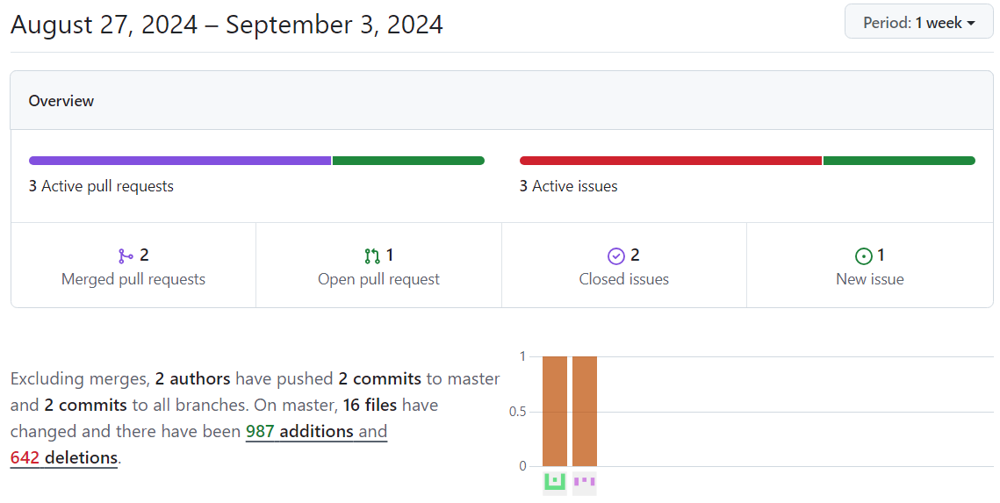 August 27, 2024 – September 3, 2024
Period: 1 week
Overview
3 Active pull requests
3 Active issues
2
Merged pull requests
1
Open pull request
2
Closed issues
1
New issue
Excluding merges, 2 authors have pushed 2 commits to master
and 2 commits to all branches. On master, 16 files have
changed and there have been 987 additions and
642 deletions.
1
0.5
0